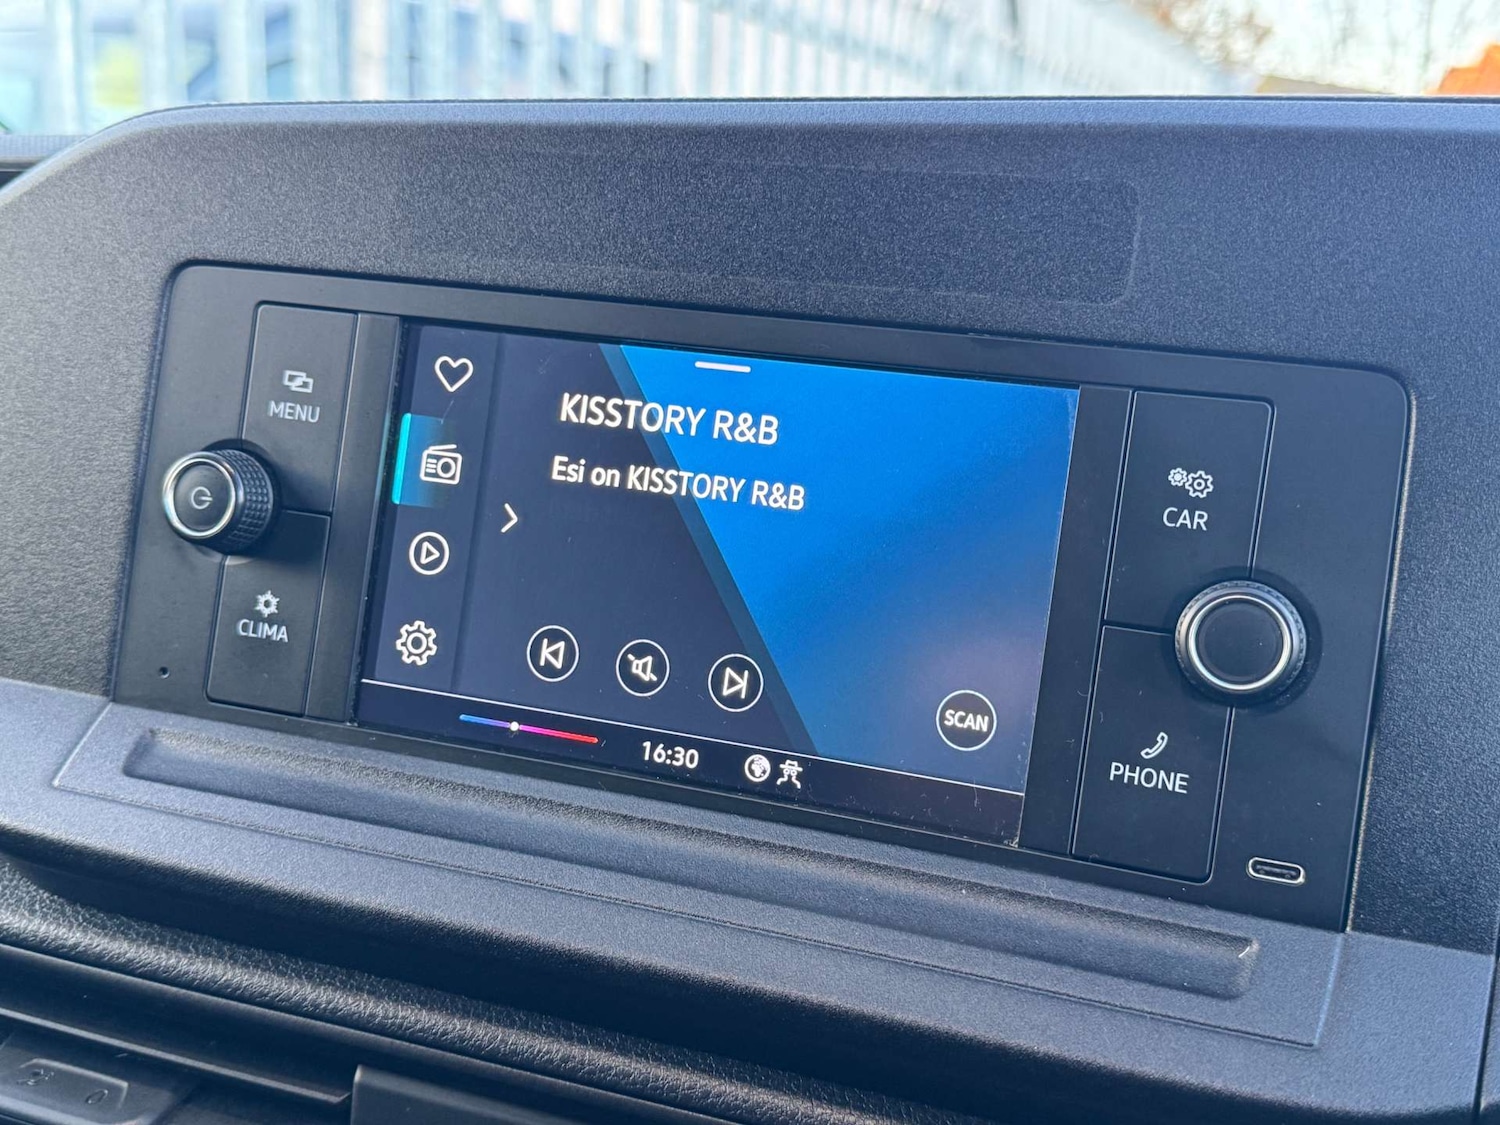 MENU
CLIMA
KISSTORY R&B
Esi on KISSTORY R&B
SCAN
16:30
CAR
PHONE